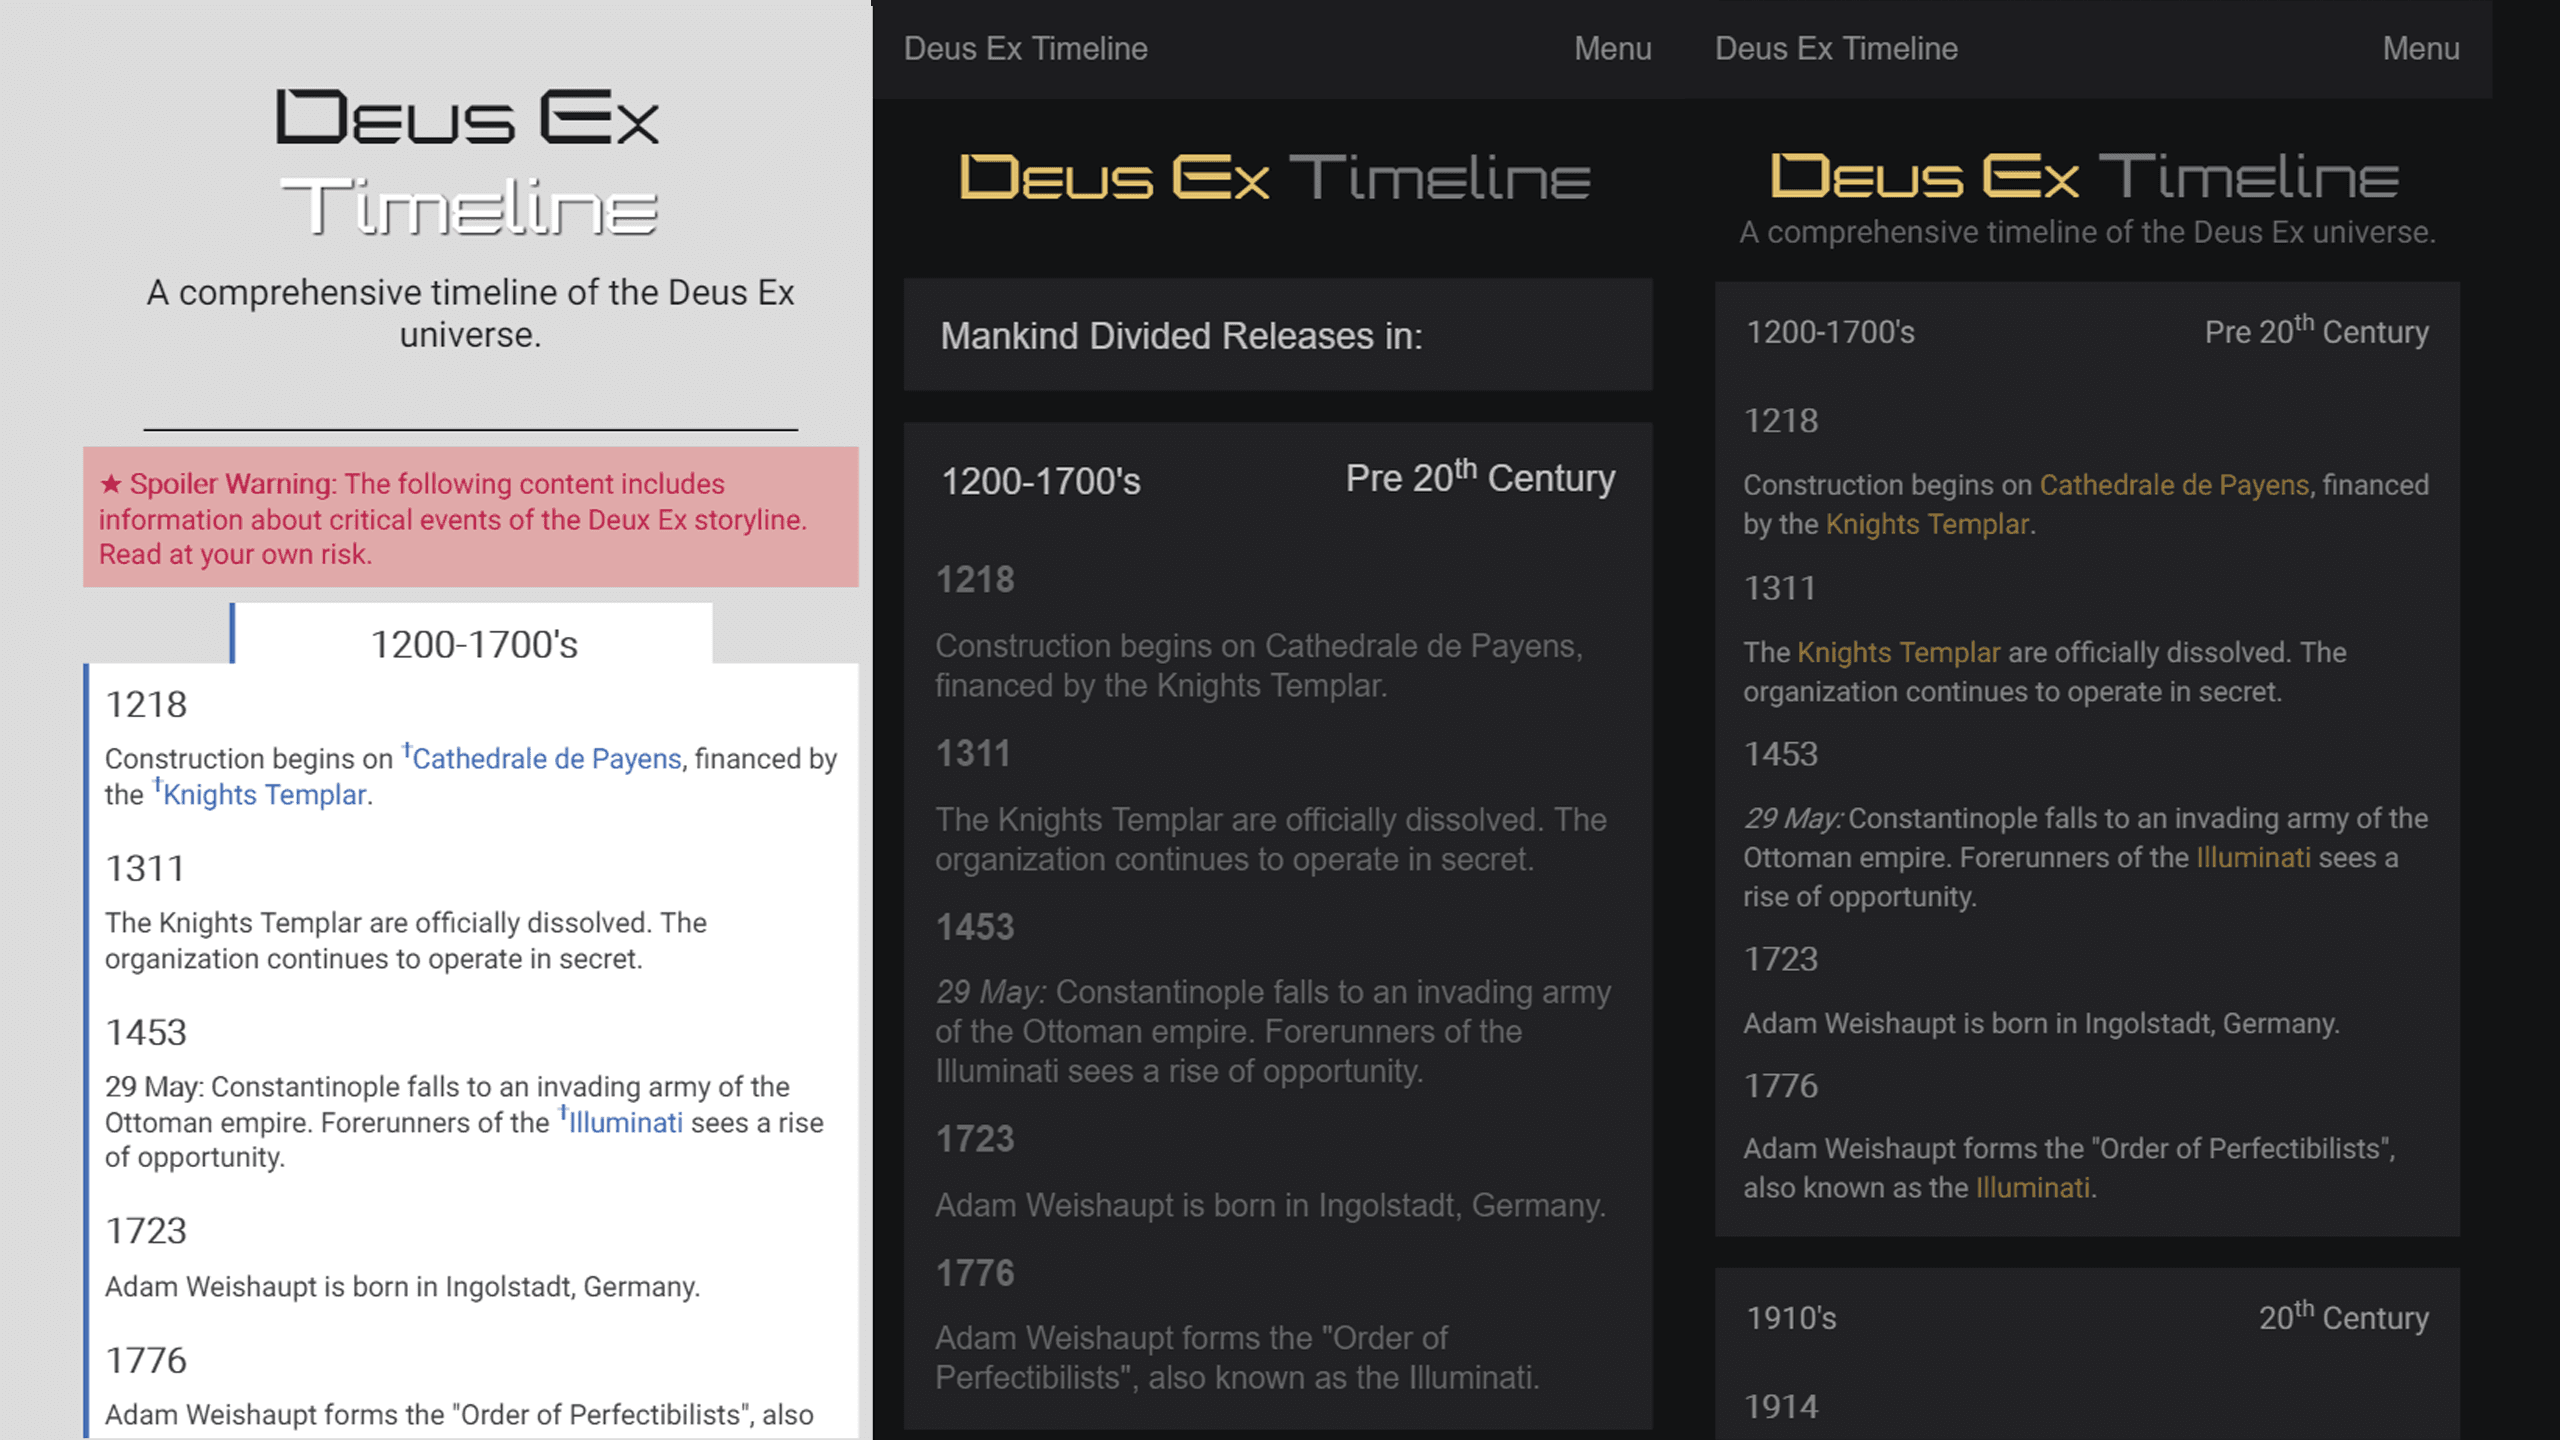 Deus Ex
Timeline
A comprehensive timeline of the Deus Ex
universe.
★ Spoiler Warning: The following content includes
information about critical events of the Deux Ex storyline.
Read at your own risk.
1200-1700's
1218
Construction begins on †Cathedrale de Payens, financed by
the †Knights Templar.
1311
The Knights Templar are officially dissolved. The
organization continues to operate in secret.
1453
29 May: Constantinople falls to an invading army of the
Ottoman empire. Forerunners of the †Illuminati sees a rise
of opportunity.
1723
Adam Weishaupt is born in Ingolstadt, Germany.
1776
Adam Weishaupt forms the "Order of Perfectibilists", also
Deus Ex Timeline Menu
Deus Ex Timeline
Mankind Divided Releases in:
1200-1700's Pre 20th Century
1218
Construction begins on Cathedrale de Payens,
financed by the Knights Templar.
1311
The Knights Templar are officially dissolved. The
organization continues to operate in secret.
1453
29 May: Constantinople falls to an invading army
of the Ottoman empire. Forerunners of the
Illuminati sees a rise of opportunity.
1723
Adam Weishaupt is born in Ingolstadt, Germany.
1776
Adam Weishaupt forms the "Order of
Perfectibilists", also known as the Illuminati.
Deus Ex Timeline Menu
Deus Ex Timeline
A comprehensive timeline of the Deus Ex universe.
1200-1700's Pre 20th Century
1218
Construction begins on Cathedrale de Payens, financed
by the Knights Templar.
1311
The Knights Templar are officially dissolved. The
organization continues to operate in secret.
1453
29 May: Constantinople falls to an invading army of the
Ottoman empire. Forerunners of the Illuminati sees a
rise of opportunity.
1723
Adam Weishaupt is born in Ingolstadt, Germany.
1776
Adam Weishaupt forms the "Order of Perfectibilists",
also known as the Illuminati.
1910's 20th Century
1914